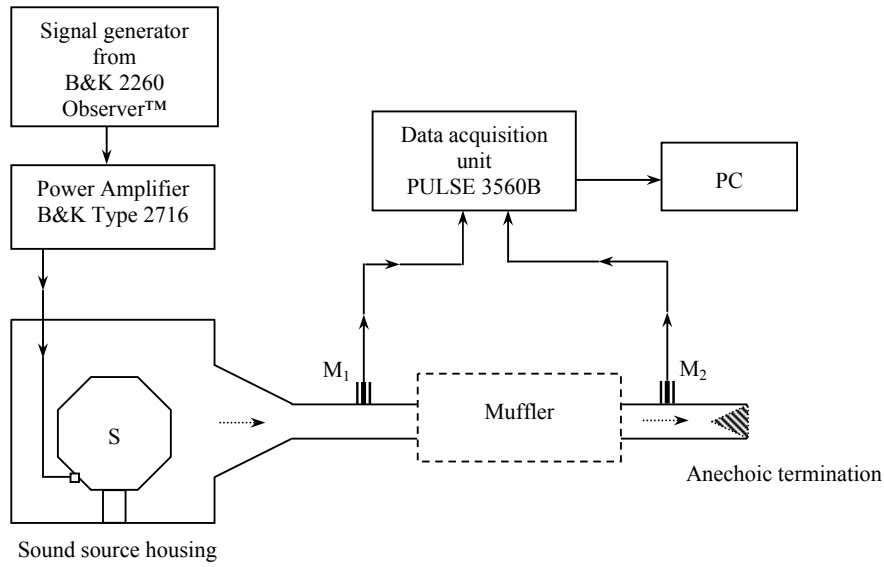 Signal generator
from
B&K 2260
Observer™
Power Amplifier
B&K Type 2716
Data acquisition
unit
PULSE 3560B
PC
M1
M2
S
Muffler
Anechoic termination
Sound source housing